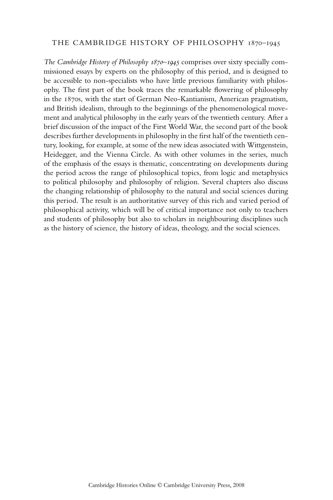 THE CAMBRIDGE HISTORY OF PHILOSOPHY 1870–1945
The Cambridge History of Philosophy 1870–1945 comprises over sixty specially com-
missioned essays by experts on the philosophy of this period, and is designed to
be accessible to non-specialists who have little previous familiarity with philos-
ophy. The first part of the book traces the remarkable flowering of philosophy
in the 1870s, with the start of German Neo-Kantianism, American pragmatism,
and British idealism, through to the beginnings of the phenomenological move-
ment and analytical philosophy in the early years of the twentieth century. After a
brief discussion of the impact of the First World War, the second part of the book
describes further developments in philosophy in the first half of the twentieth cen-
tury, looking, for example, at some of the new ideas associated with Wittgenstein,
Heidegger, and the Vienna Circle. As with other volumes in the series, much
of the emphasis of the essays is thematic, concentrating on developments during
the period across the range of philosophical topics, from logic and metaphysics
to political philosophy and philosophy of religion. Several chapters also discuss
the changing relationship of philosophy to the natural and social sciences during
this period. The result is an authoritative survey of this rich and varied period of
philosophical activity, which will be of critical importance not only to teachers
and students of philosophy but also to scholars in neighbouring disciplines such
as the history of science, the history of ideas, theology, and the social sciences.
Cambridge Histories Online © Cambridge University Press, 2008